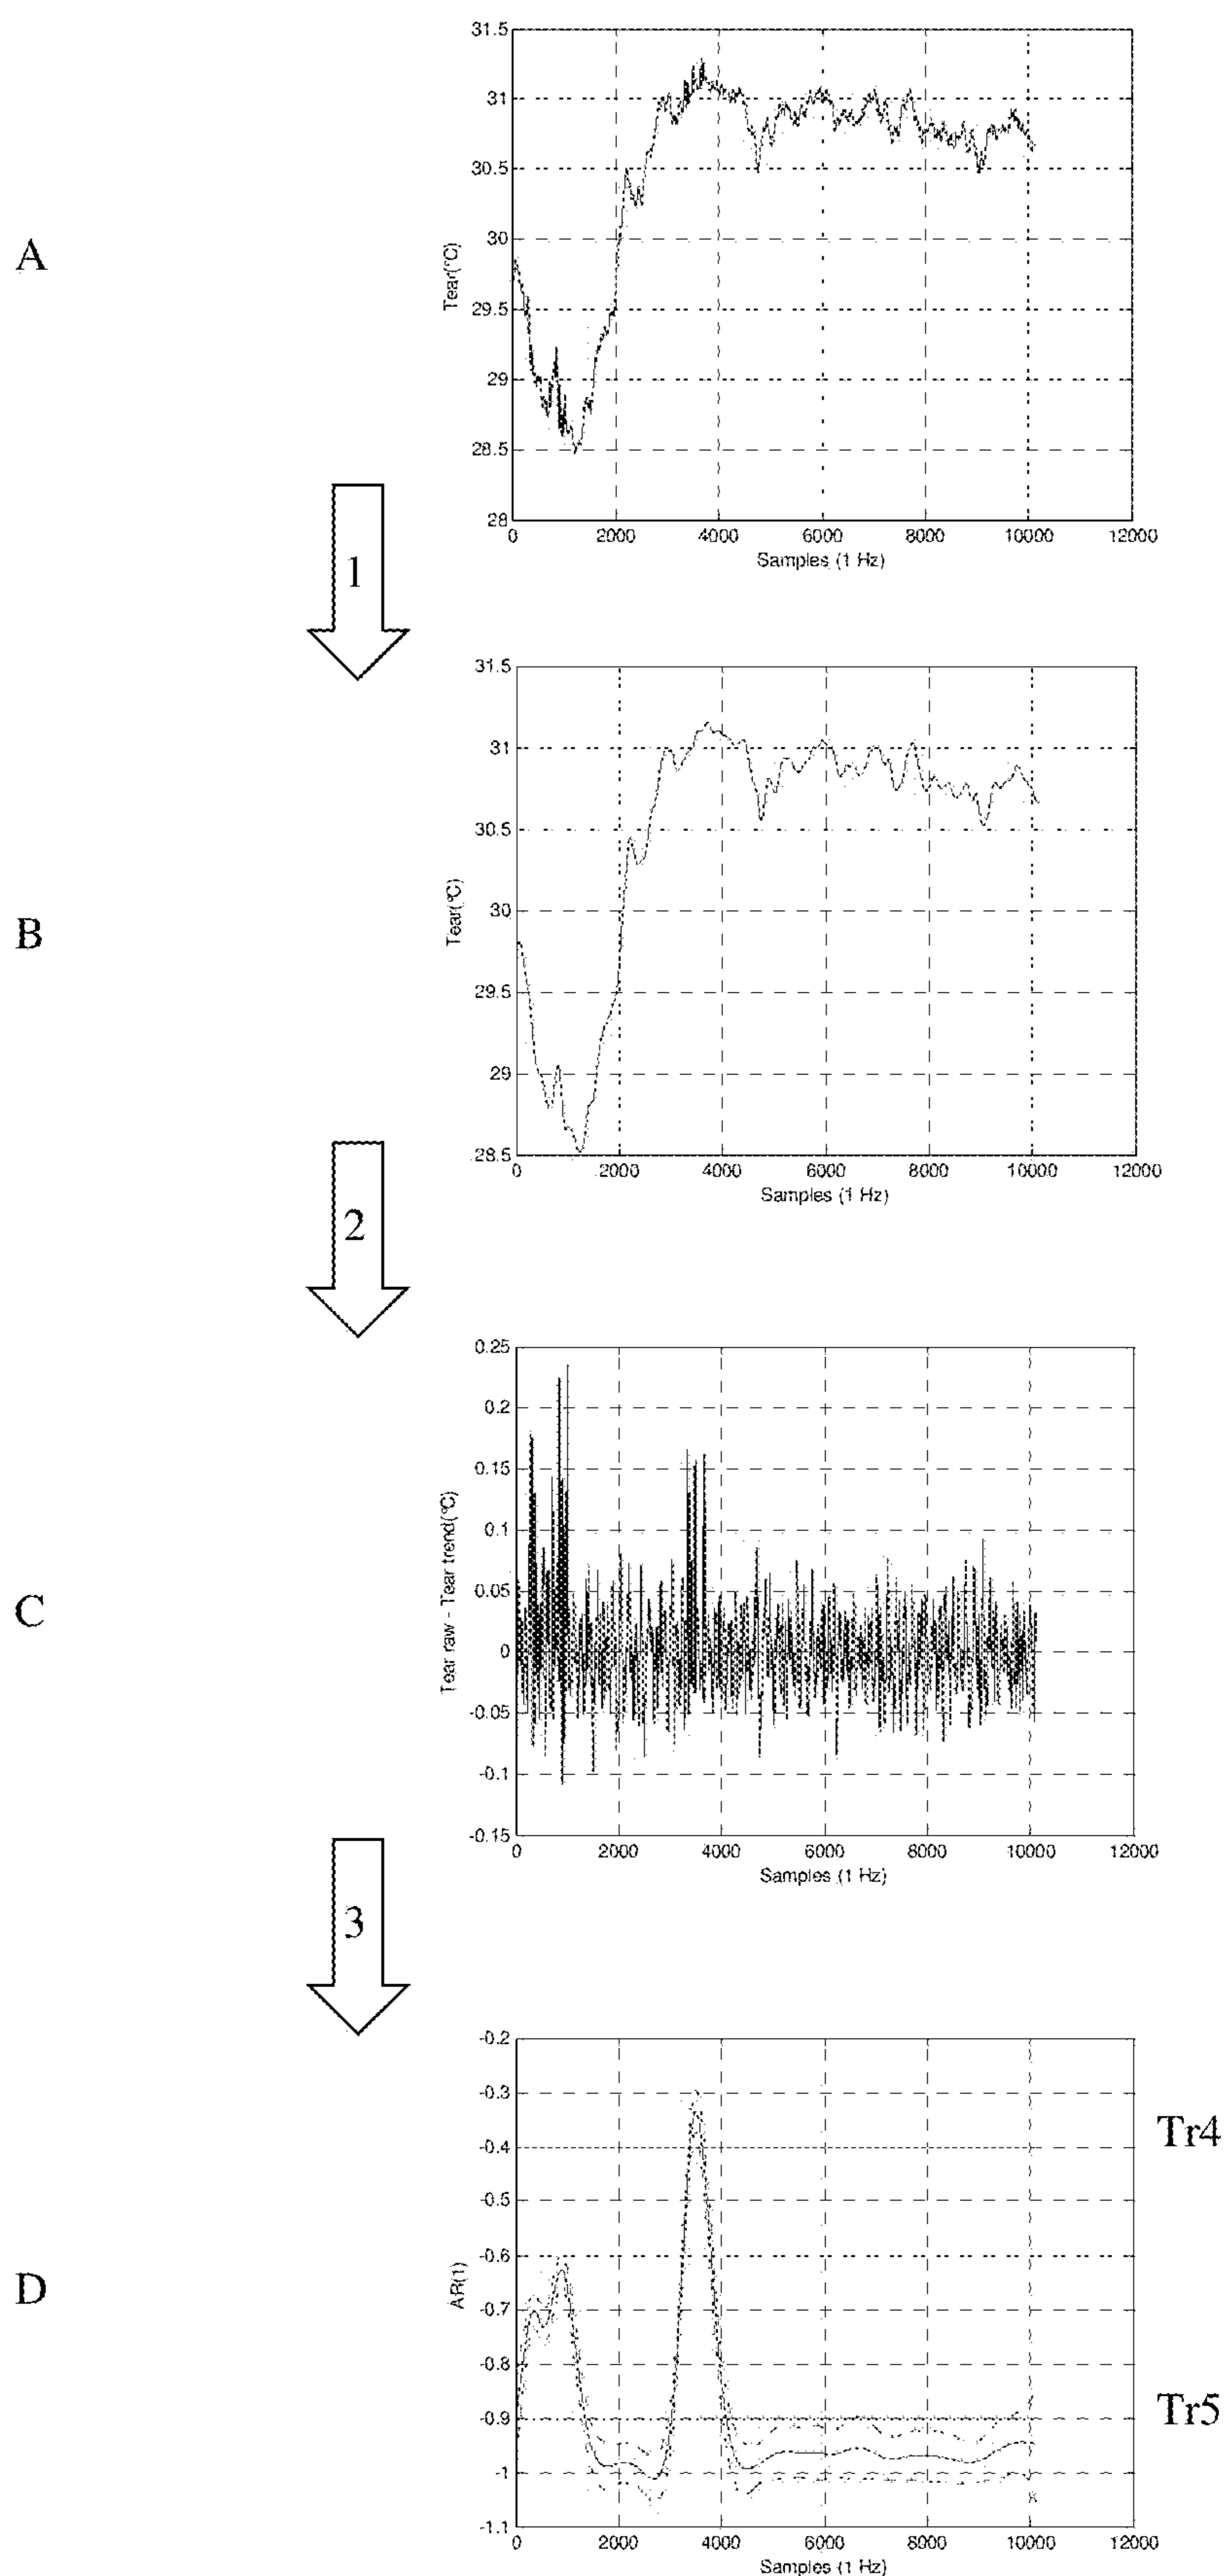 A
31.5
31
30.5
30
29.5
29
28.5
28
Tear(°C)
0 2000 4000 6000 8000 10000 12000
Samples (1 Hz)
1
B
31.5
31
30.5
30
29.5
29
28.5
Tear(°C)
0 2000 4000 6000 8000 10000 12000
Samples (1 Hz)
2
C
0.25
0.2
0.15
0.1
0.05
0
-0.05
-0.1
-0.15
Tear raw - Tear trend(°C)
0 2000 4000 6000 8000 10000 12000
Samples (1 Hz)
3
D
-0.2
-0.3
-0.4
-0.5
-0.6
-0.7
-0.8
-0.9
-1
-1.1
AR(1)
Tr4
Tr5
0 2000 4000 6000 8000 10000 12000
Samples (1 Hz)